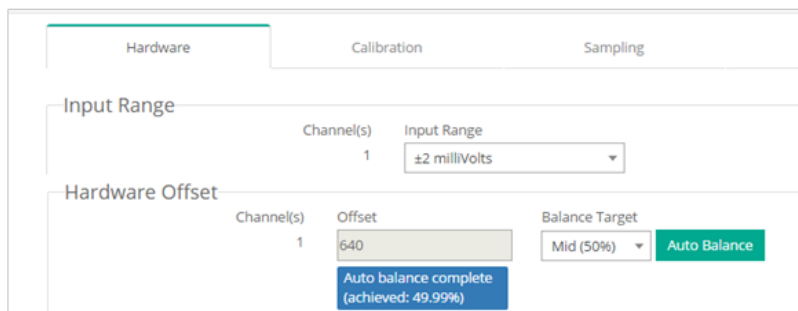 Hardware Calibration Sampling
Input Range
Channel(s) Input Range
1 ±2 milliVolts
Hardware Offset
Channel(s) Offset Balance Target
1 640 Mid (50%) Auto Balance
Auto balance complete
(achieved: 49.99%)